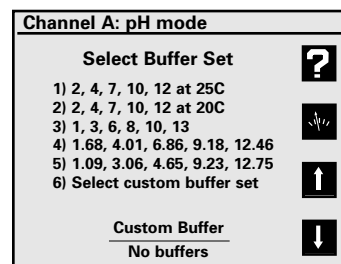 Channel A: pH mode
Select Buffer Set
?
1) 2, 4, 7, 10, 12 at 25C
2) 2, 4, 7, 10, 12 at 20C
3) 1, 3, 6, 8, 10, 13
4) 1.68, 4.01, 6.86, 9.18, 12.46
5) 1.09, 3.06, 4.65, 9.23, 12.75
6) Select custom buffer set
Custom Buffer
No buffers